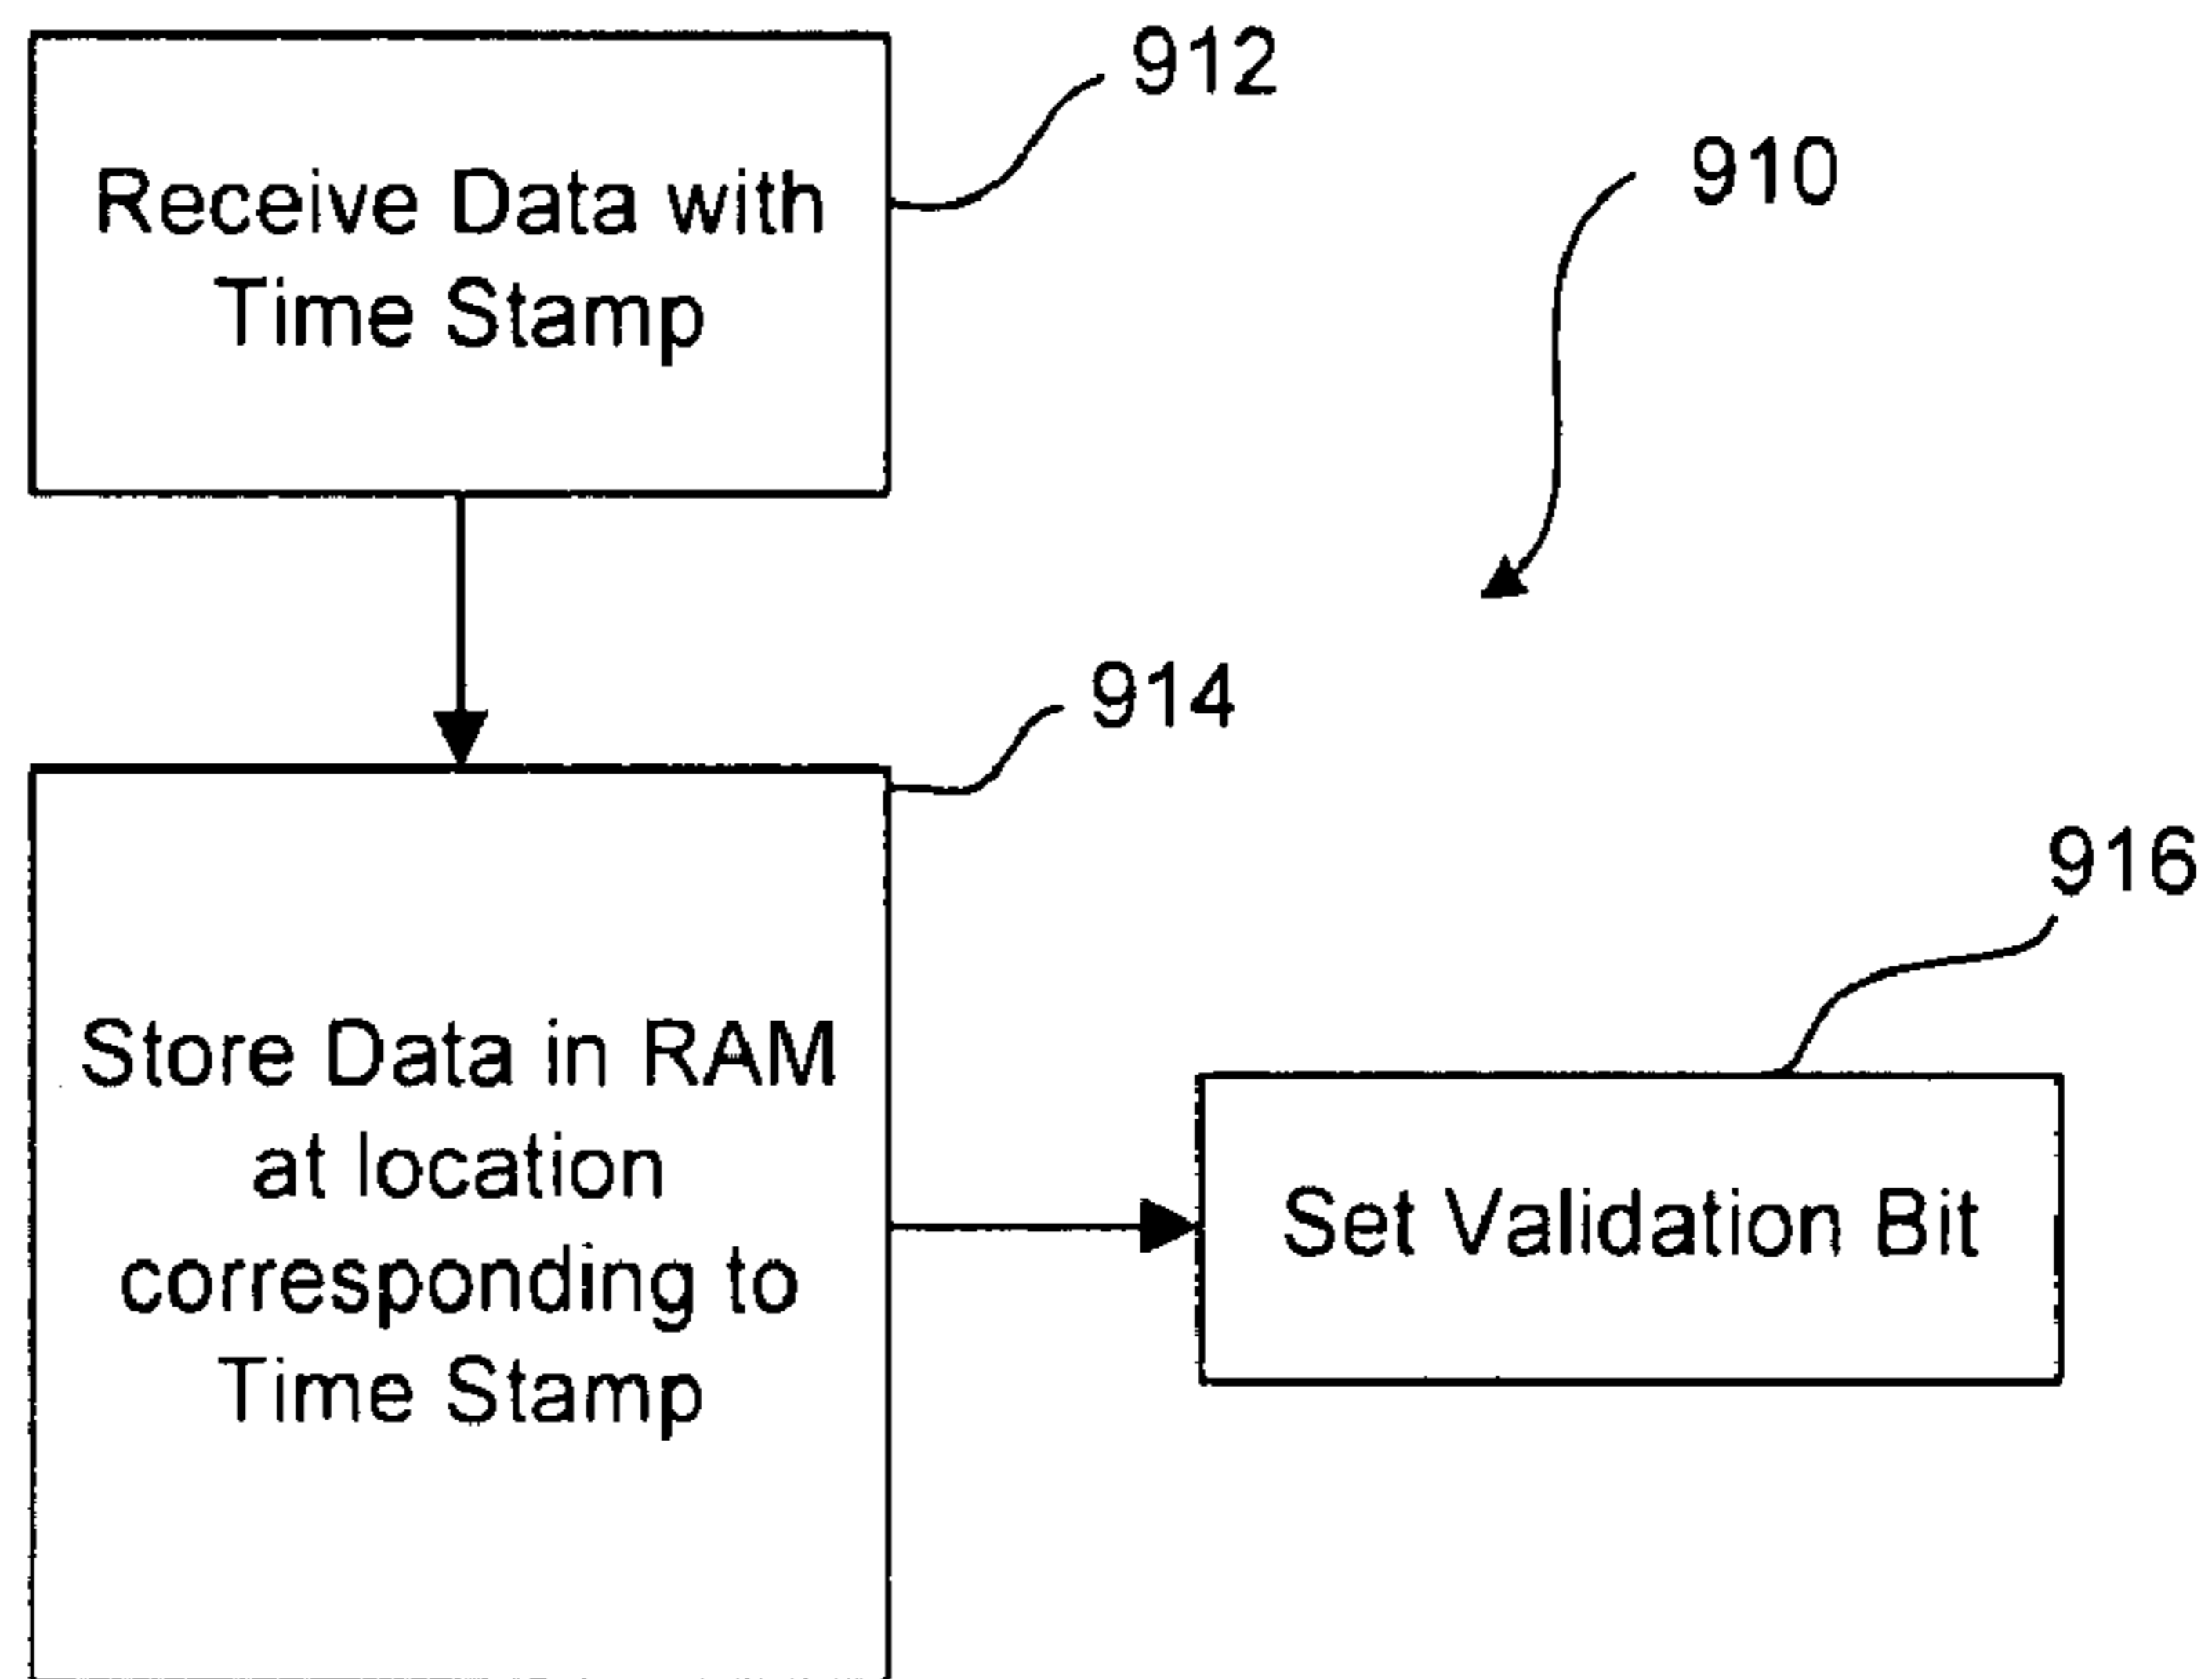 912
Receive Data with
Time Stamp
910
914
Store Data in RAM
at location
corresponding to
Time Stamp
916
Set Validation Bit